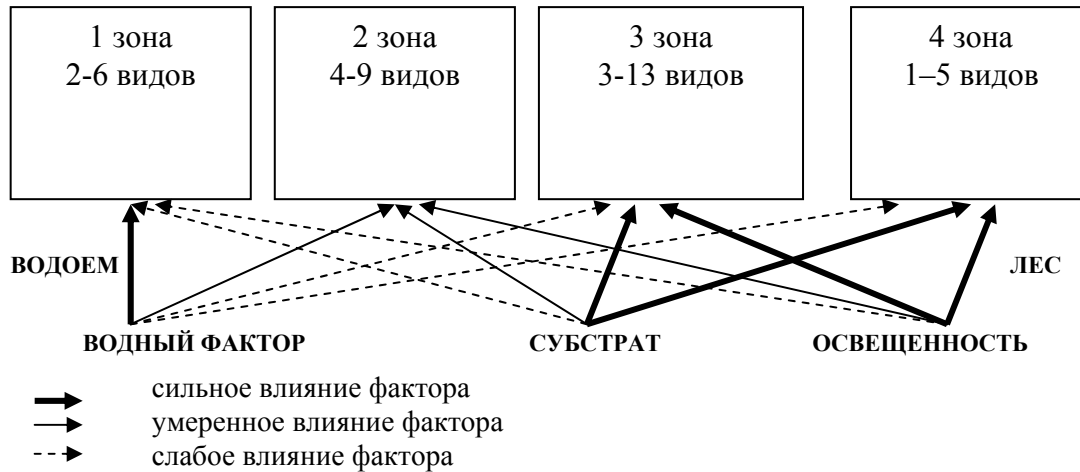 1 зона
2-6 видов
2 зона
4-9 видов
3 зона
3-13 видов
4 зона
1–5 видов
ВОДОЕМ
ЛЕС
ВОДНЫЙ ФАКТОР
СУБСТРАТ
ОСВЕЩЕННОСТЬ
сильное влияние фактора
умеренное влияние фактора
слабое влияние фактора